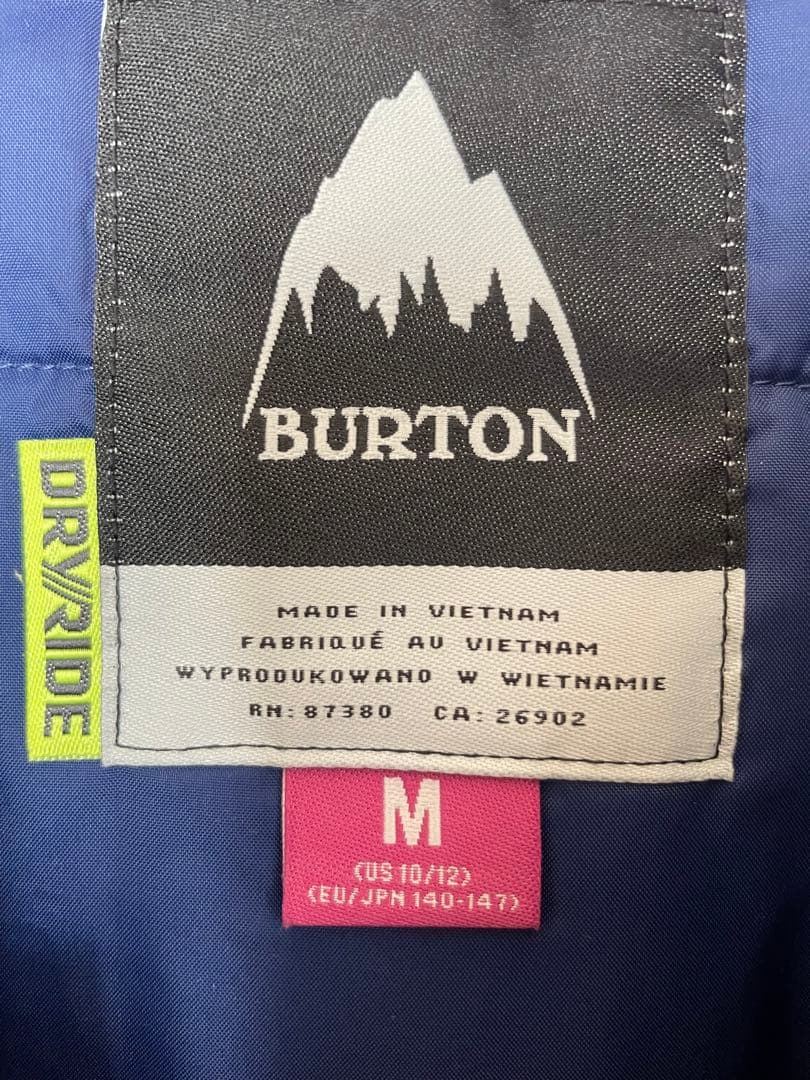 BURTON
DRY//RIDE
MADE IN VIETNAM
FABRIQUÉ AU VIETNAM
WYPRODUKOWANO W WIETNAMIE
RN: 87380 CA: 26902
M
(US 10/12)
(EU/JPN 140-147)